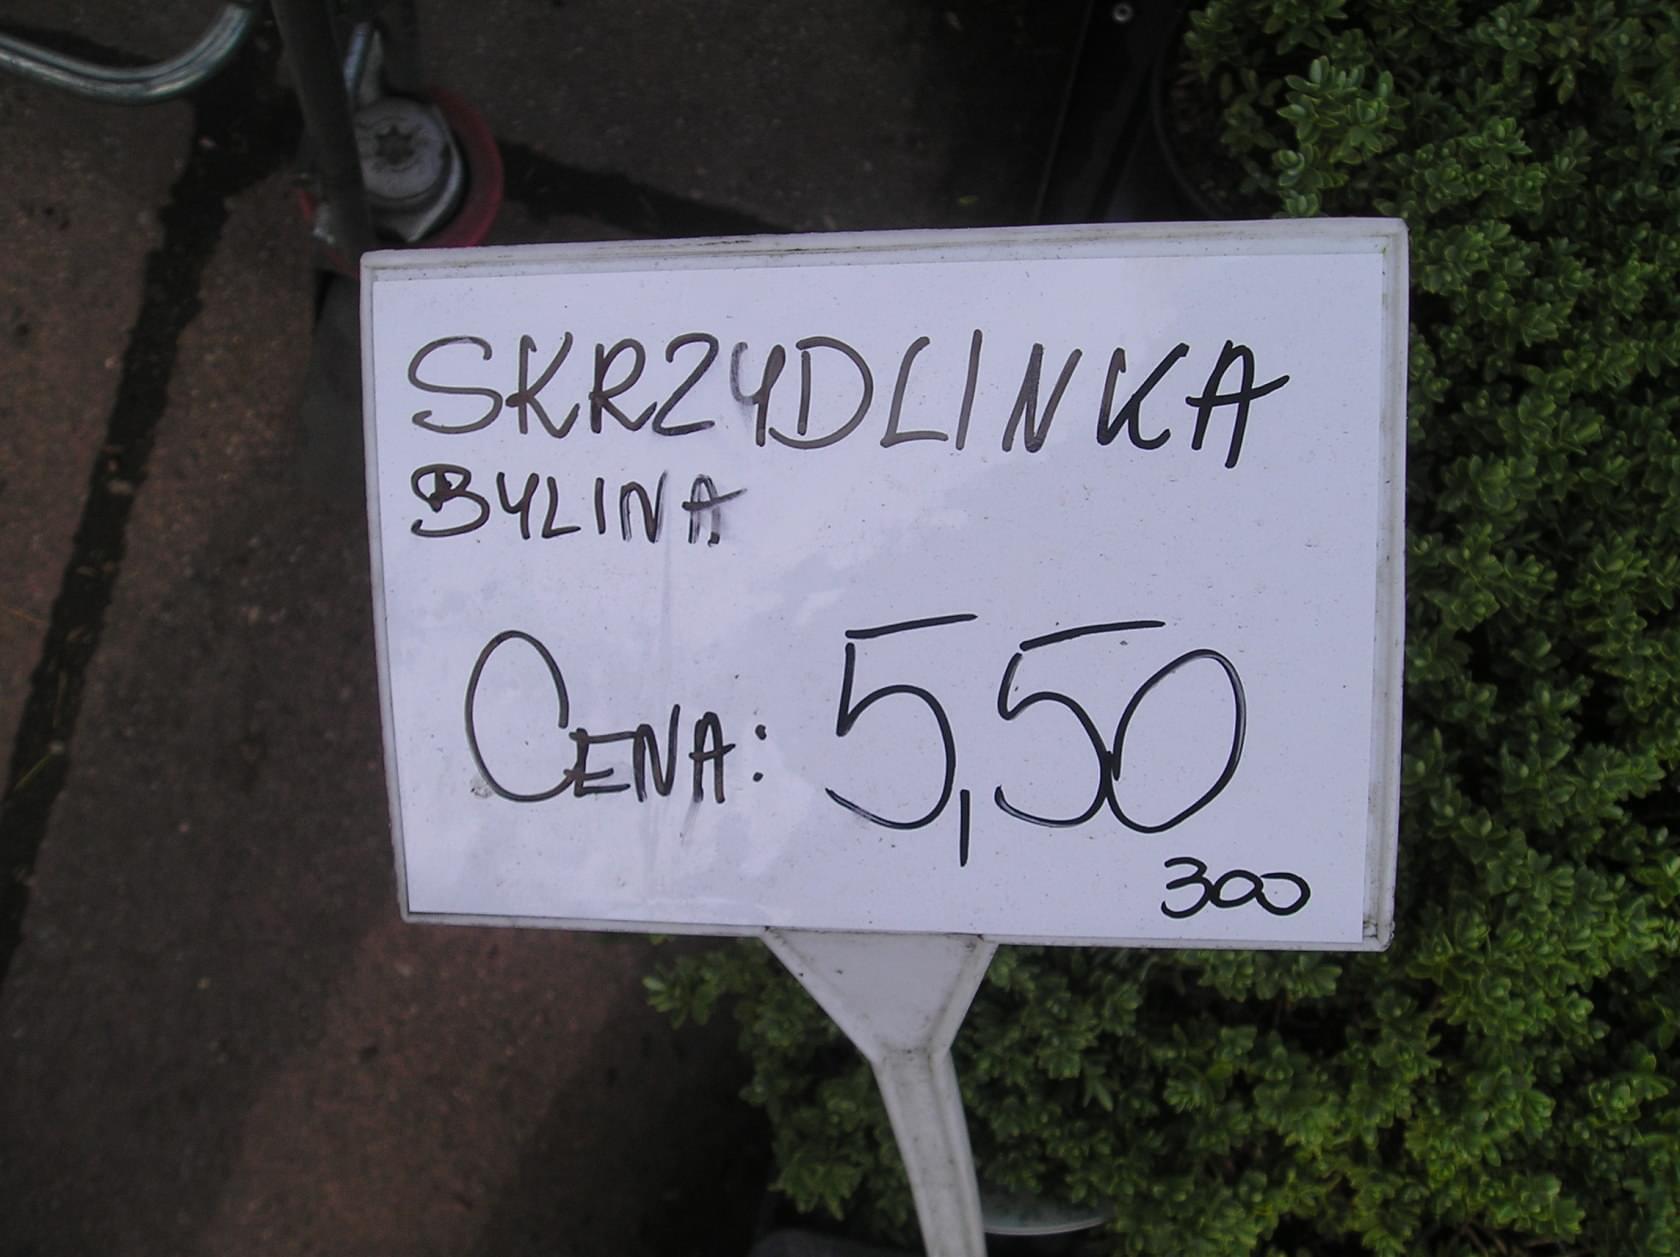 SKRZYDLINKA
BYLINA
CENA: 5,50
300